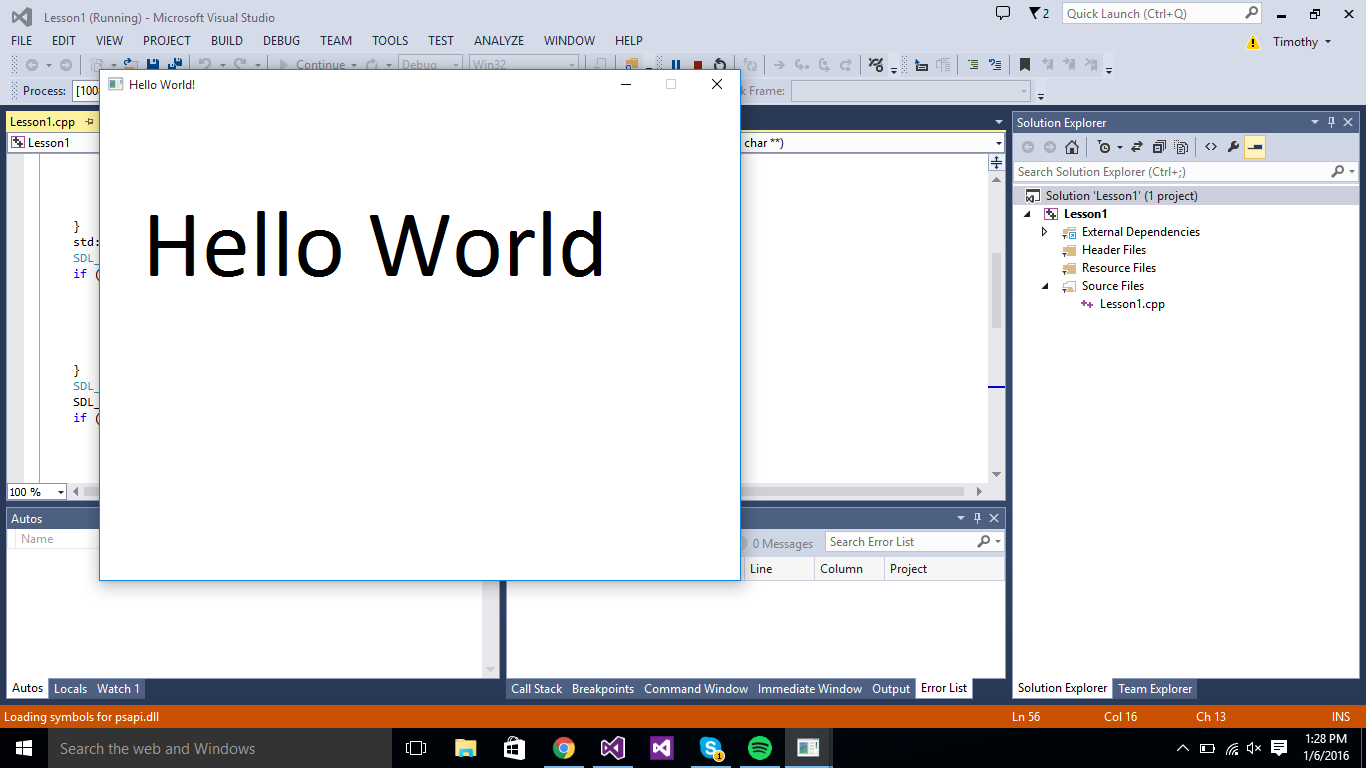 Lesson1 (Running) - Microsoft Visual Studio
2
Quick Launch (Ctrl+Q)
FILE EDIT VIEW PROJECT BUILD DEBUG TEAM TOOLS TEST ANALYZE WINDOW HELP
Timothy
Continue Debug Win32
Process: [100 Frame:
Hello World!
Hello World
Lesson1.cpp
Lesson1
char **)
}
std:
SDL_
if (
}
SDL_
SDL_
if (
100 %
Solution Explorer
Search Solution Explorer (Ctrl+;)
Solution 'Lesson1' (1 project)
Lesson1
External Dependencies
Header Files
Resource Files
Source Files
Lesson1.cpp
Autos
Name
0 Messages Search Error List
Line Column Project
Autos Locals Watch 1
Call Stack Breakpoints Command Window Immediate Window Output Error List
Solution Explorer Team Explorer
Loading symbols for psapi.dll
Ln 56 Col 16 Ch 13 INS
Search the web and Windows
1
1:28 PM
1/6/2016